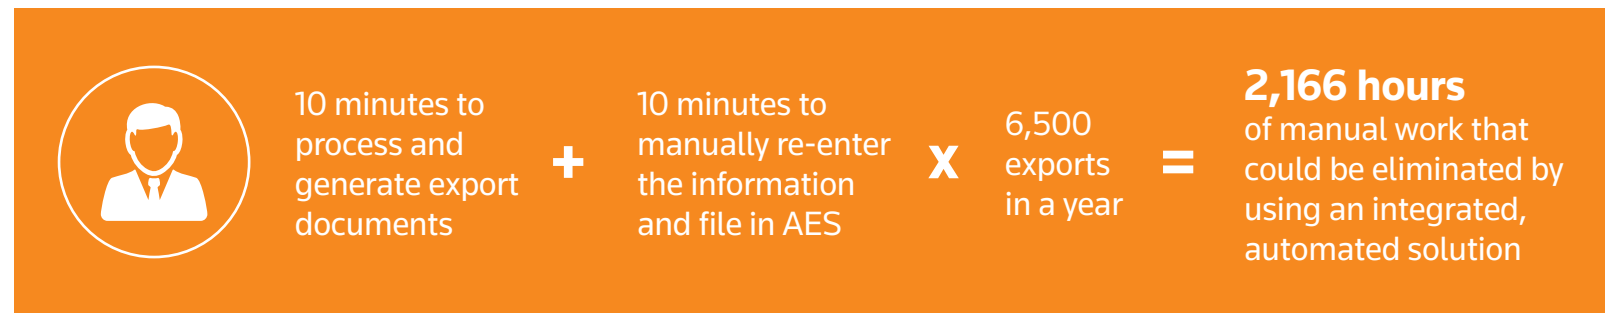 10 minutes to
process and
generate export
documents
+
10 minutes to
manually re-enter
the information
and file in AES
x
6,500
exports
in a year
=
2,166 hours
of manual work that
could be eliminated by
using an integrated,
automated solution